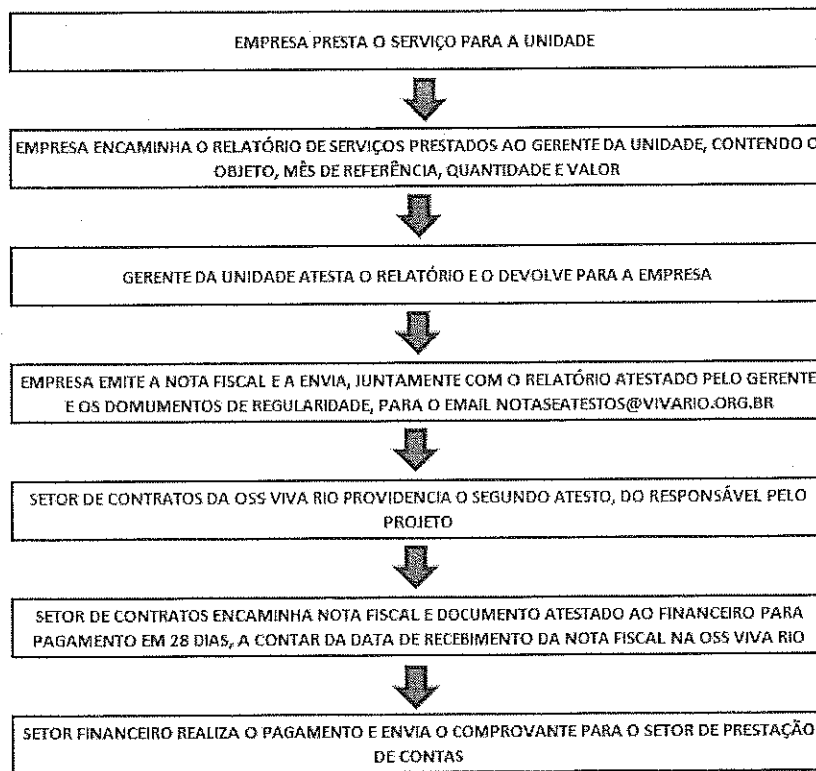 EMPRESA PRESTA O SERVIÇO PARA A UNIDADE
EMPRESA ENCAMINHA O RELATÓRIO DE SERVIÇOS PRESTADOS AO GERENTE DA UNIDADE, CONTENDO O
OBJETO, MÊS DE REFERÊNCIA, QUANTIDADE E VALOR
GERENTE DA UNIDADE ATESTA O RELATÓRIO E O DEVOLVE PARA A EMPRESA
EMPRESA EMITE A NOTA FISCAL E A ENVIA, JUNTAMENTE COM O RELATÓRIO ATESTADO PELO GERENTE
E OS DOMUMENTOS DE REGULARIDADE, PARA O EMAIL NOTASEATESTOS@VIVARIO.ORG.BR
SETOR DE CONTRATOS DA OSS VIVA RIO PROVIDENCIA O SEGUNDO ATESTO, DO RESPONSÁVEL PELO
PROJETO
SETOR DE CONTRATOS ENCAMINHA NOTA FISCAL E DOCUMENTO ATESTADO AO FINANCEIRO PARA
PAGAMENTO EM 28 DIAS, A CONTAR DA DATA DE RECEBIMENTO DA NOTA FISCAL NA OSS VIVA RIO
SETOR FINANCEIRO REALIZA O PAGAMENTO E ENVIA O COMPROVANTE PARA O SETOR DE PRESTAÇÃO
DE CONTAS